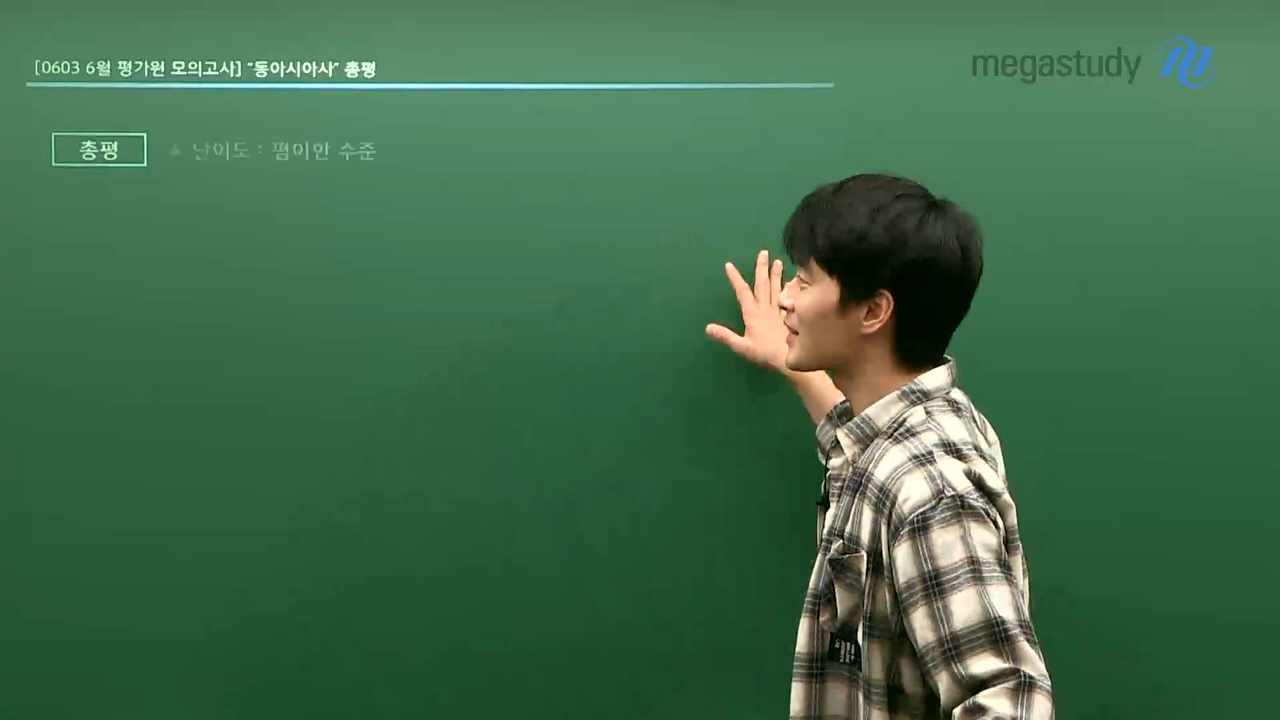 [0603 6월 평가원 모의고사] "동아시아사" 총평
megastudy
총평
▲ 난이도 : 평이한 수준